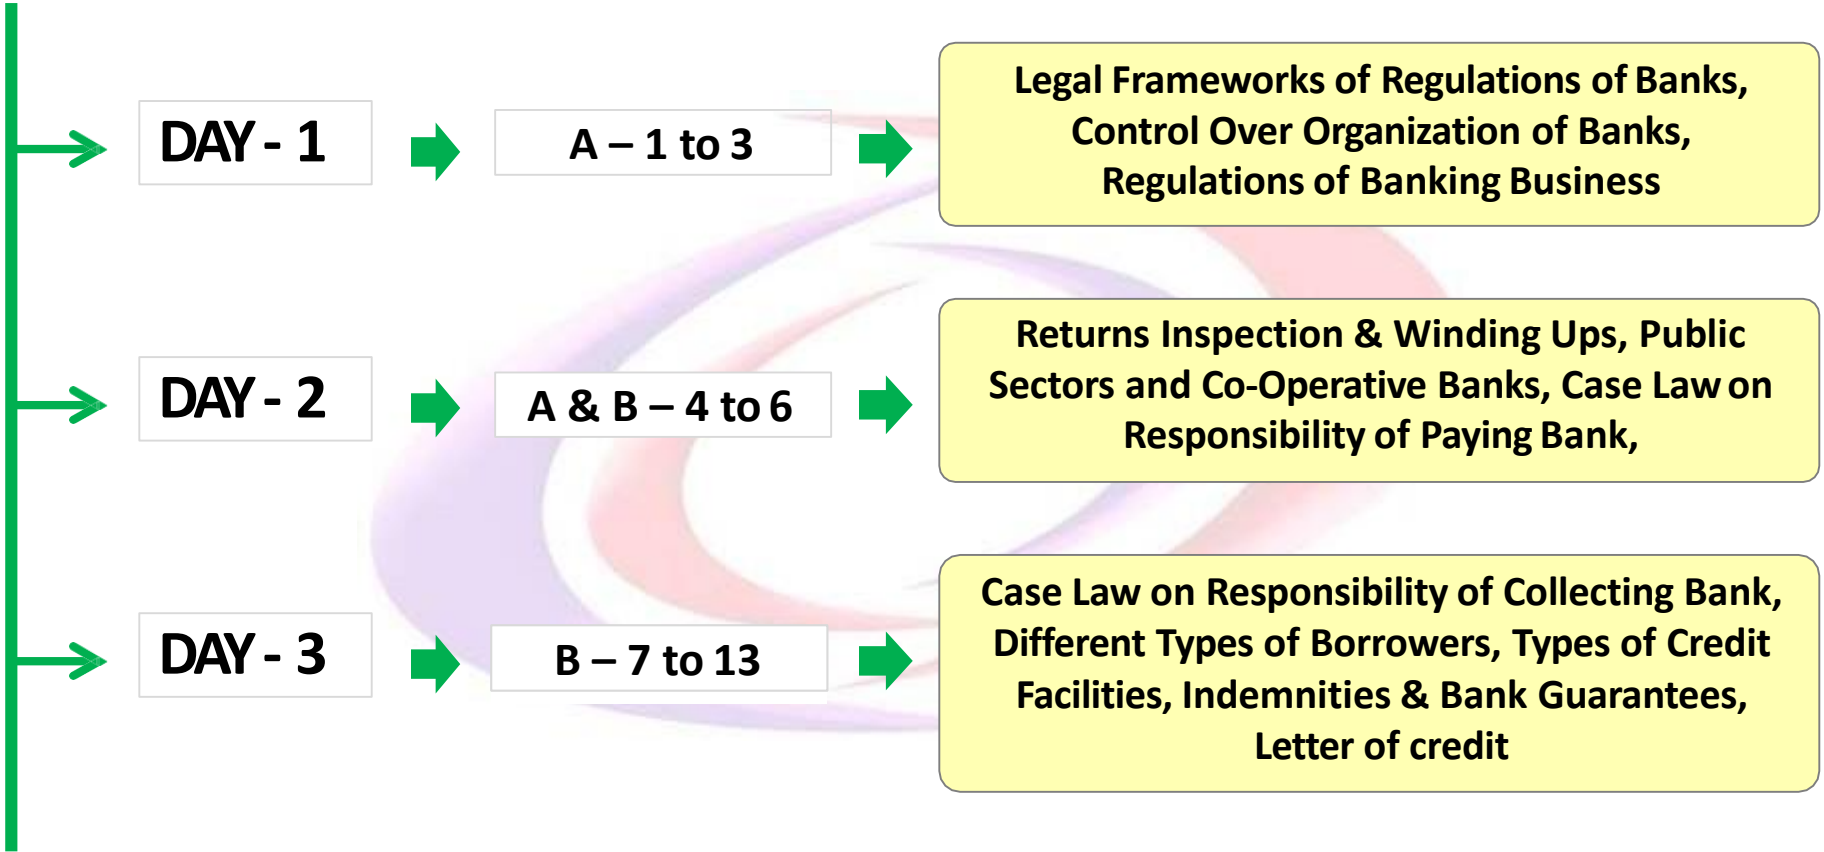 DAY - 1
A – 1 to 3
Legal Frameworks of Regulations of Banks,
Control Over Organization of Banks,
Regulations of Banking Business
DAY - 2
A & B – 4 to 6
Returns Inspection & Winding Ups, Public
Sectors and Co-Operative Banks, Case Law on
Responsibility of Paying Bank,
DAY - 3
B – 7 to 13
Case Law on Responsibility of Collecting Bank,
Different Types of Borrowers, Types of Credit
Facilities, Indemnities & Bank Guarantees,
Letter of credit